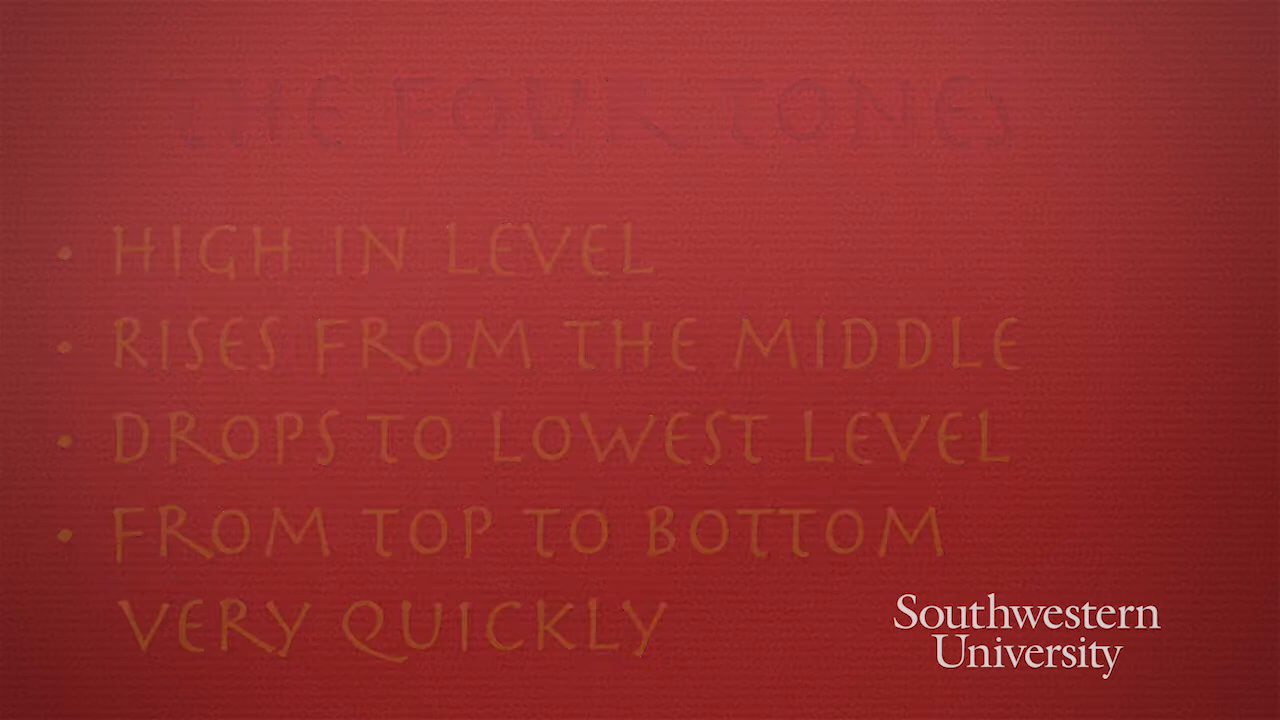 THE FOUR TONES
• HIGH IN LEVEL
• RISES FROM THE MIDDLE
• DROPS TO LOWEST LEVEL
• FROM TOP TO BOTTOM
VERY QUICKLY
Southwestern
University